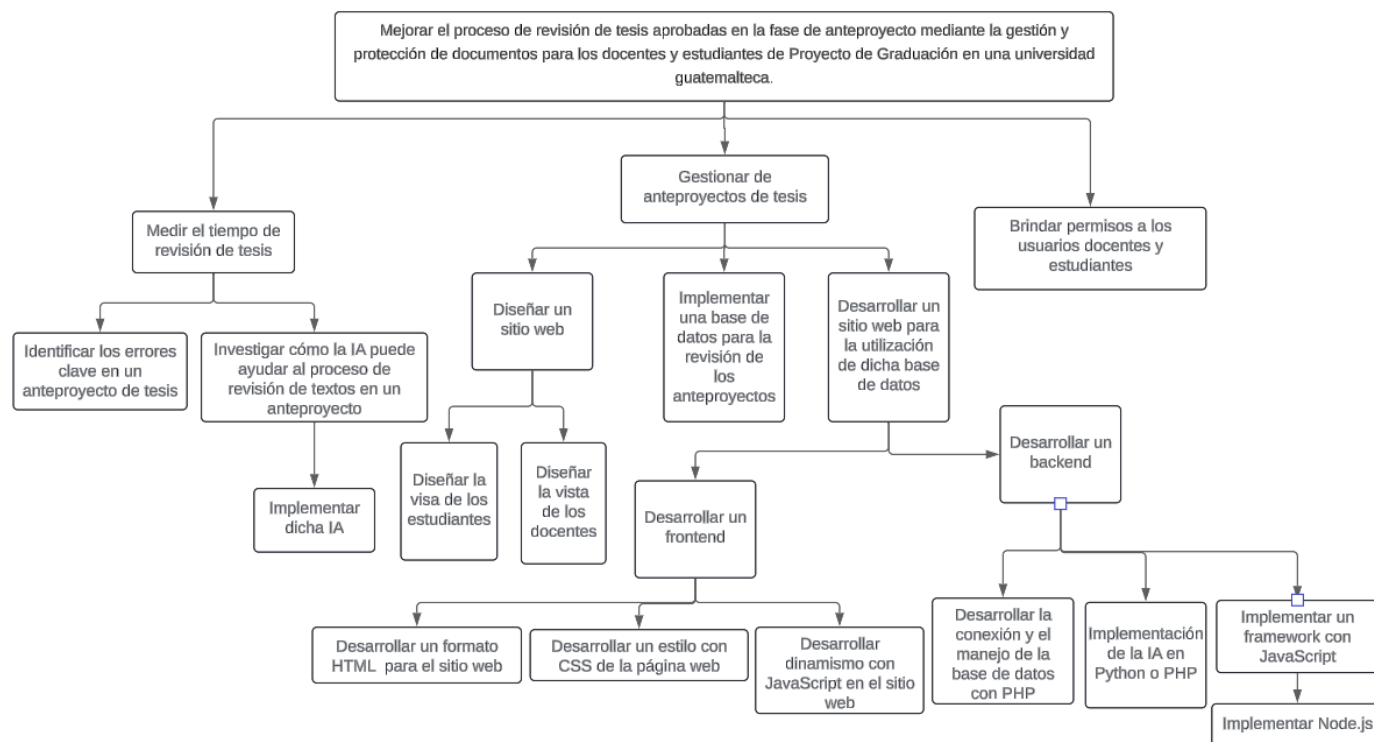 Mejorar el proceso de revisión de tesis aprobadas en la fase de anteproyecto mediante la gestión y
protección de documentos para los docentes y estudiantes de Proyecto de Graduación en una universidad
guatemalteca.
Gestionar de
anteproyectos de tesis
Medir el tiempo de
revisión de tesis
Brindar permisos a los
usuarios docentes y
estudiantes
Diseñar un
sitio web
Implementar
una base de
datos para la
revisión de
los
anteproyectos
Desarrollar un
sitio web para
la utilización
de dicha base
de datos
Identificar los errores
clave en un
anteproyecto de tesis
Investigar cómo la IA puede
ayudar al proceso de
revisión de textos en un
anteproyecto
Desarrollar un
backend
Diseñar la
visa de los
estudiantes
Diseñar
la vista
de los
docentes
Implementar
dicha IA
Desarrollar un
frontend
Desarrollar un formato
HTML para el sitio web
Desarrollar un estilo con
CSS de la página web
Desarrollar
dinamismo con
JavaScript en el sitio
web
Desarrollar la
conexión y el
manejo de la
base de datos
con PHP
Implementación
de la IA en
Python o PHP
Implementar un
framework con
JavaScript
Implementar Node.js